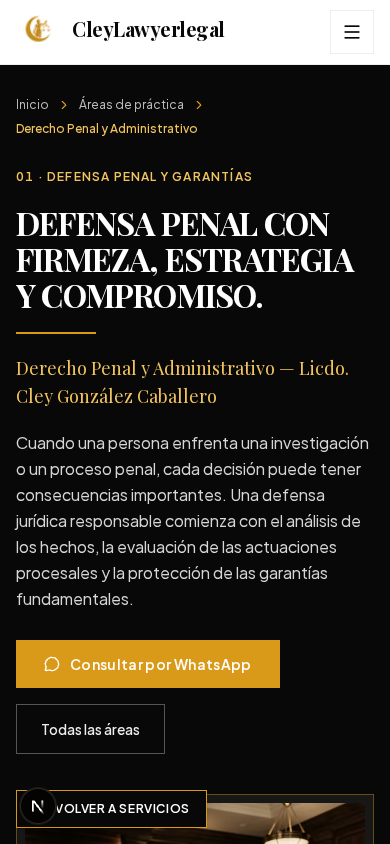 CleyLawyerlegal
Inicio > Áreas de práctica >
Derecho Penal y Administrativo
01 · DEFENSA PENAL Y GARANTÍAS
DEFENSA PENAL CON
FIRMEZA, ESTRATEGIA
Y COMPROMISO.
Derecho Penal y Administrativo — Licdo.
Cley González Caballero
Cuando una persona enfrenta una investigación
o un proceso penal, cada decisión puede tener
consecuencias importantes. Una defensa
jurídica responsable comienza con el análisis de
los hechos, la evaluación de las actuaciones
procesales y la protección de las garantías
fundamentales.
Consultar por WhatsApp
Todas las áreas
N
VOLVER A SERVICIOS